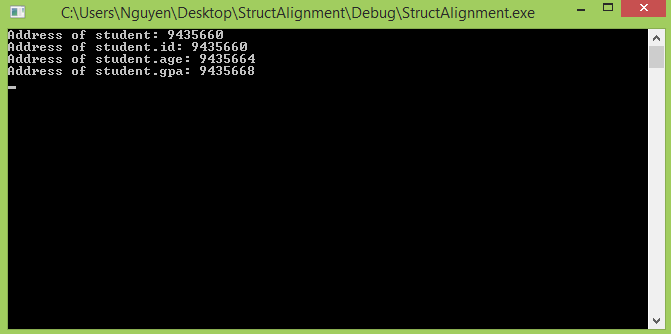 C:\Users\Nguyen\Desktop\StructAlignment\Debug\StructAlignment.exe
Address of student: 9435660
Address of student.id: 9435660
Address of student.age: 9435664
Address of student.gpa: 9435668